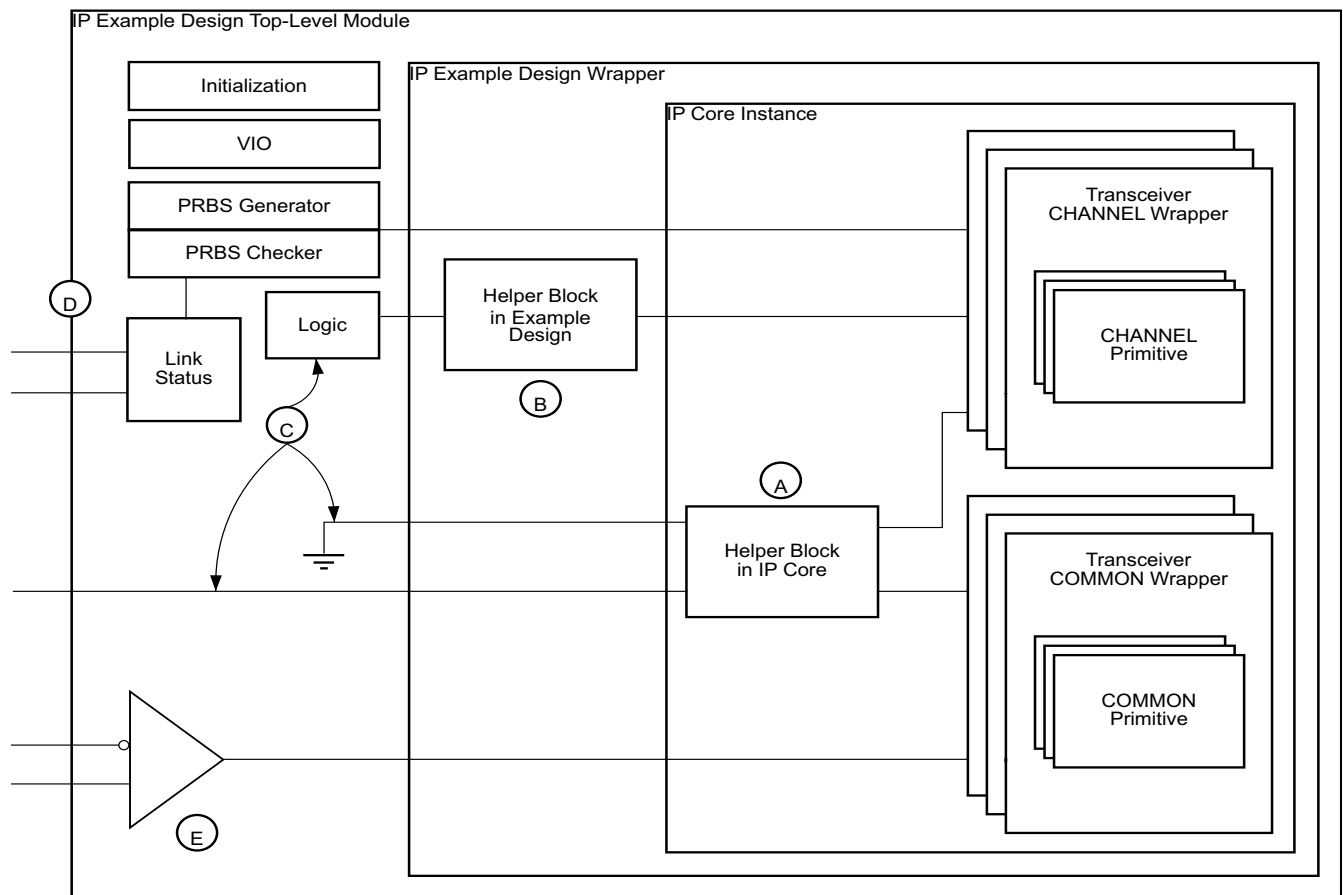 IP Example Design Top-Level Module
IP Example Design Wrapper
IP Core Instance
Initialization
VIO
PRBS Generator
PRBS Checker
Link
Status
Logic
Helper Block
in Example
Design
Transceiver
CHANNEL Wrapper
CHANNEL
Primitive
D
B
C
A
Helper Block
in IP Core
Transceiver
COMMON Wrapper
COMMON
Primitive
E